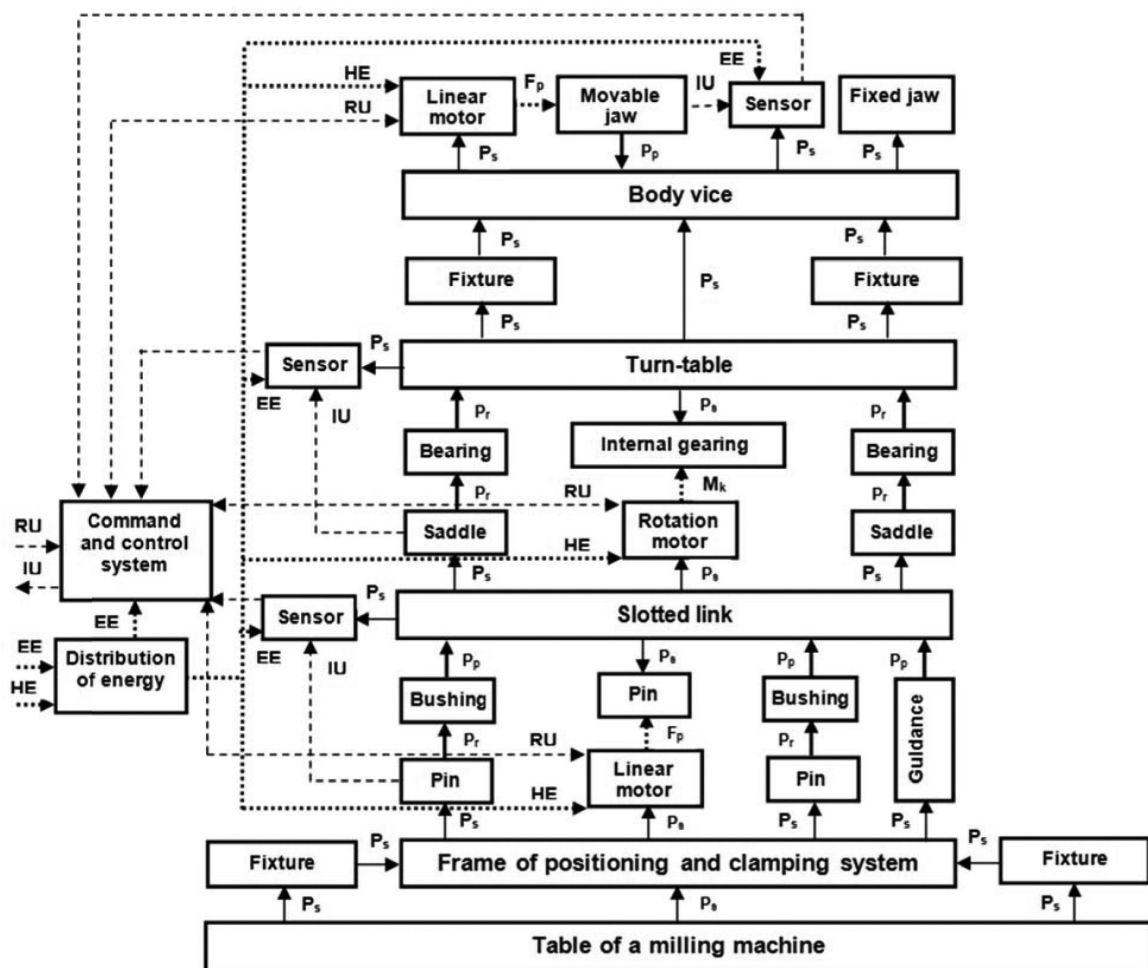 EE
HE
Fp
IU
Linear
motor
Movable
jaw
Sensor
Fixed jaw
RU
Ps
Pp
Ps
Ps
Body vice
Ps
Ps
Ps
Fixture
Fixture
Ps
Ps
Sensor
Ps
Turn-table
EE
IU
Pr
Ps
Pr
Bearing
Internal gearing
Bearing
Pr
Mk
Pr
RU
RU
Command
and control
system
Saddle
Rotation
motor
Saddle
IU
HE
Ps
Ps
Ps
EE
Sensor
Ps
Slotted link
EE
HE
Distribution
of energy
EE
IU
Pp
Ps
Pp
Pp
Bushing
Pin
Bushing
Guidance
Pr
Fp
Pr
RU
Pin
Linear
motor
Pin
HE
Ps
Ps
Ps
Ps
Fixture
Ps
Frame of positioning and clamping system
Ps
Fixture
Ps
Ps
Ps
Table of a milling machine